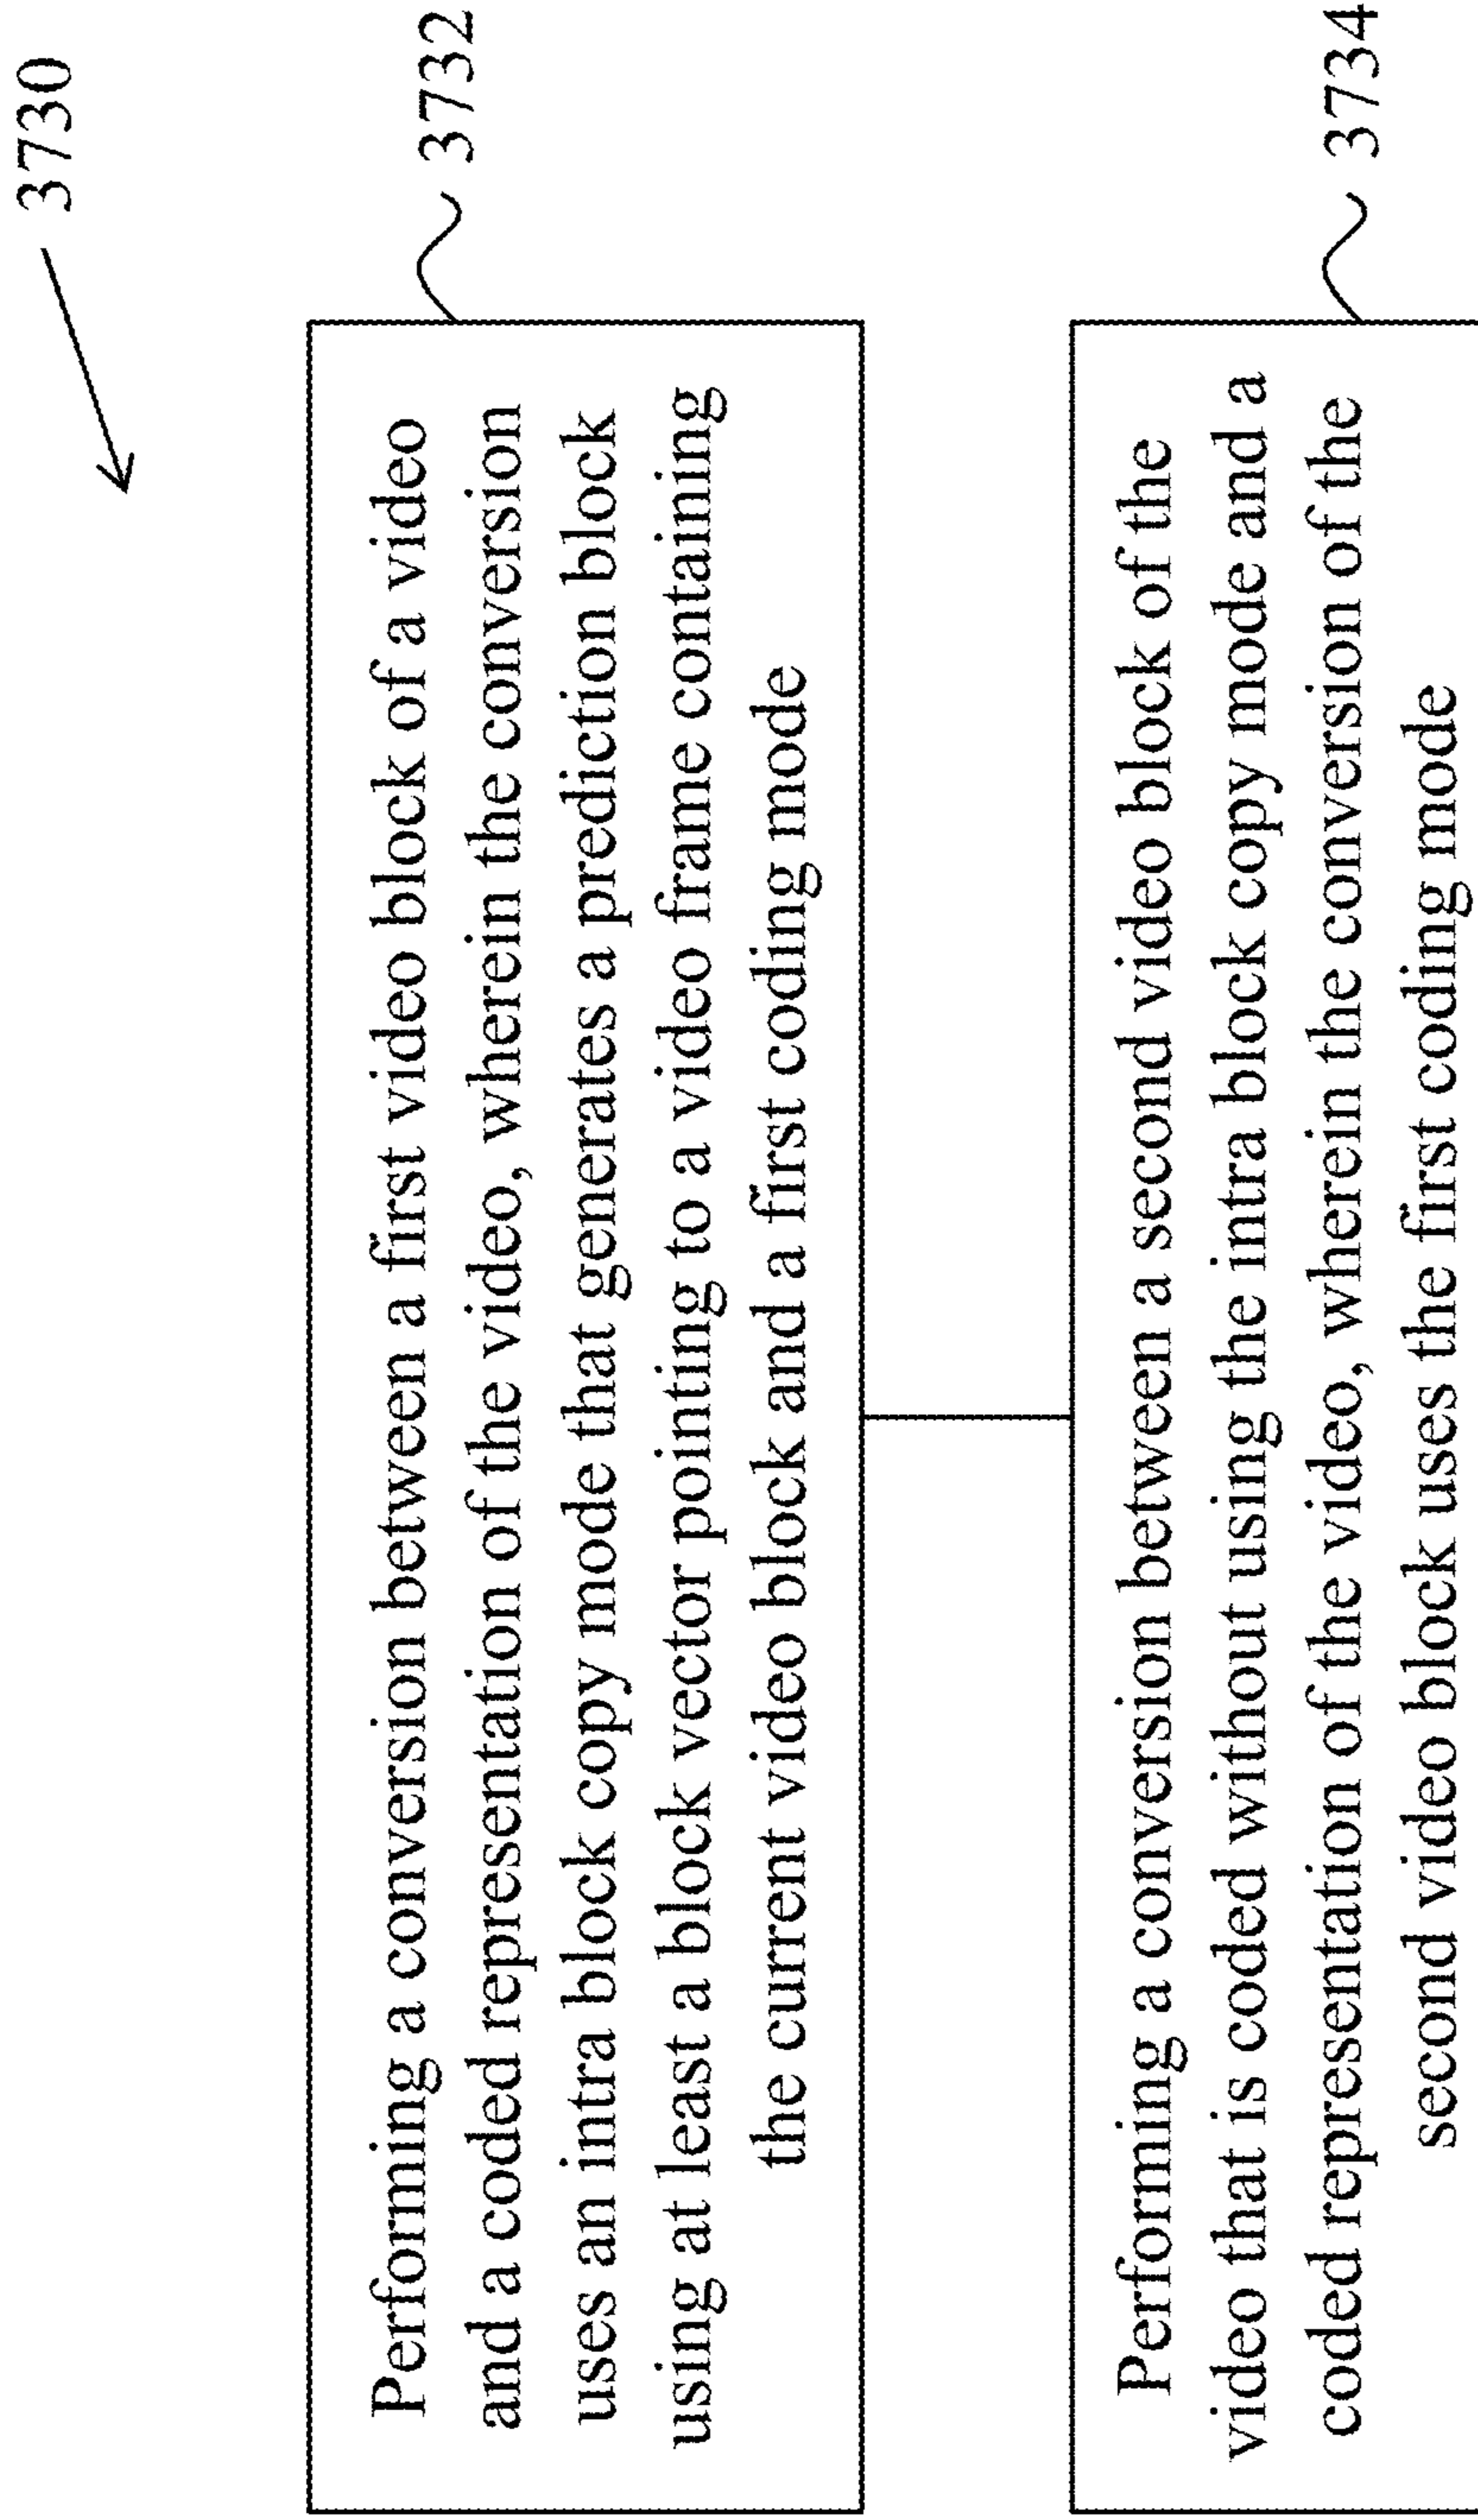 3730
Performing a conversion between a first video block of a video
and a coded representation of the video, wherein the conversion
uses an intra block copy mode that generates a prediction block
using at least a block vector pointing to a video frame containing
the current video block and a first coding mode
3732
Performing a conversion between a second video block of the
video that is coded without using the intra block copy mode and a
coded representation of the video, wherein the conversion of the
second video block uses the first coding mode
3734